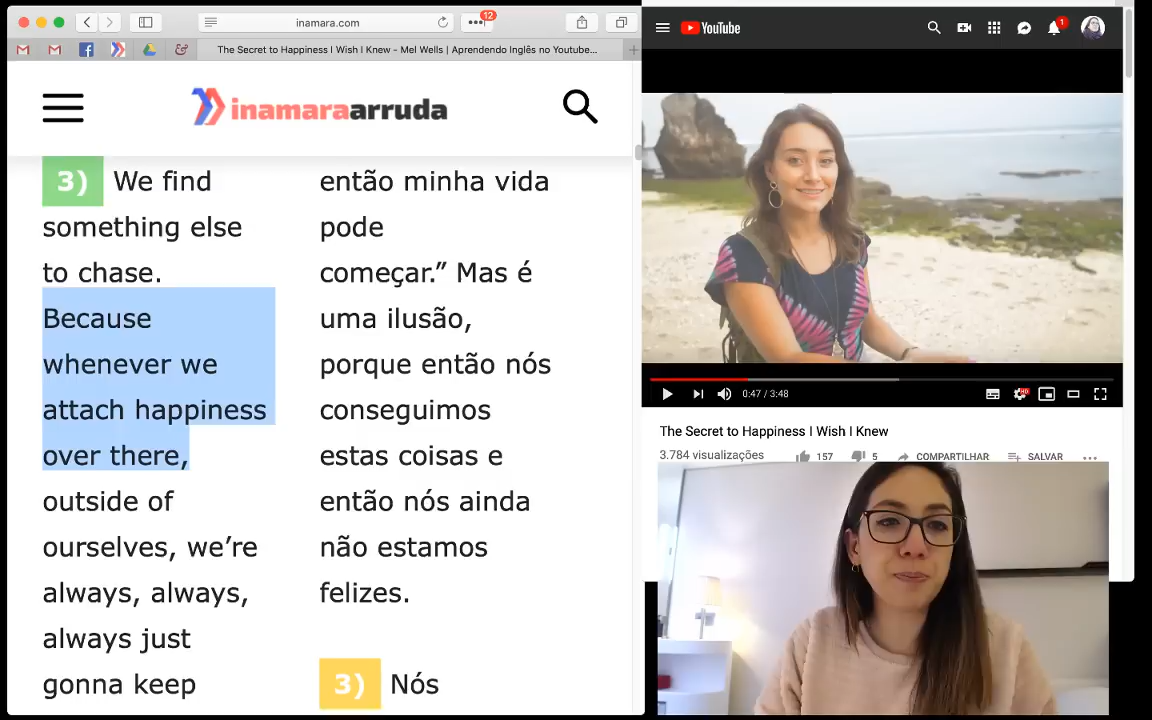 inamara.com
12
The Secret to Happiness I Wish I Knew - Mel Wells | Aprendendo Inglês no Youtube...
inamaraarruda
3) We find
something else
to chase.
Because
whenever we
attach happiness
over there,
outside of
ourselves, we’re
always, always,
always just
gonna keep
então minha vida
pode
começar.” Mas é
uma ilusão,
porque então nós
conseguimos
estas coisas e
então nós ainda
não estamos
felizes.
3) Nós
YouTube
1
HD
0:47 / 3:48
The Secret to Happiness I Wish I Knew
3.784 visualizações
157
5
COMPARTILHAR
SALVAR